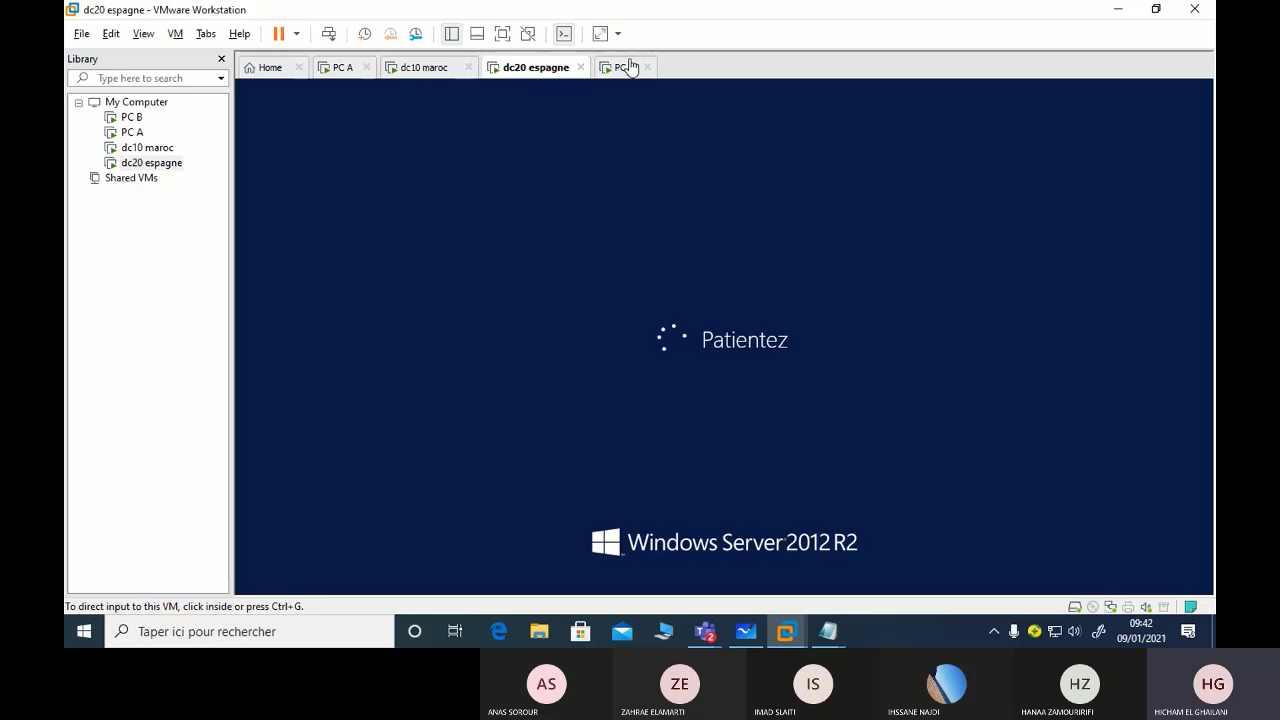 dc20 espagne - VMware Workstation
File Edit View VM Tabs Help
Library
Type here to search
My Computer
PC B
PC A
dc10 maroc
dc20 espagne
Shared VMs
Home
PC A
dc10 maroc
dc20 espagne
PC
Patientez
Windows Server 2012 R2
To direct input to this VM, click inside or press Ctrl+G.
Taper ici pour rechercher
2
09:42
09/01/2021
AS
ANAS SOROUR
ZE
ZAHRAE ELAMARTI
IS
IMAD SLAITI
IHSSANE NAJDI
HZ
HANAA ZAMOURIRIFI
HG
HICHAM EL GHAILANI